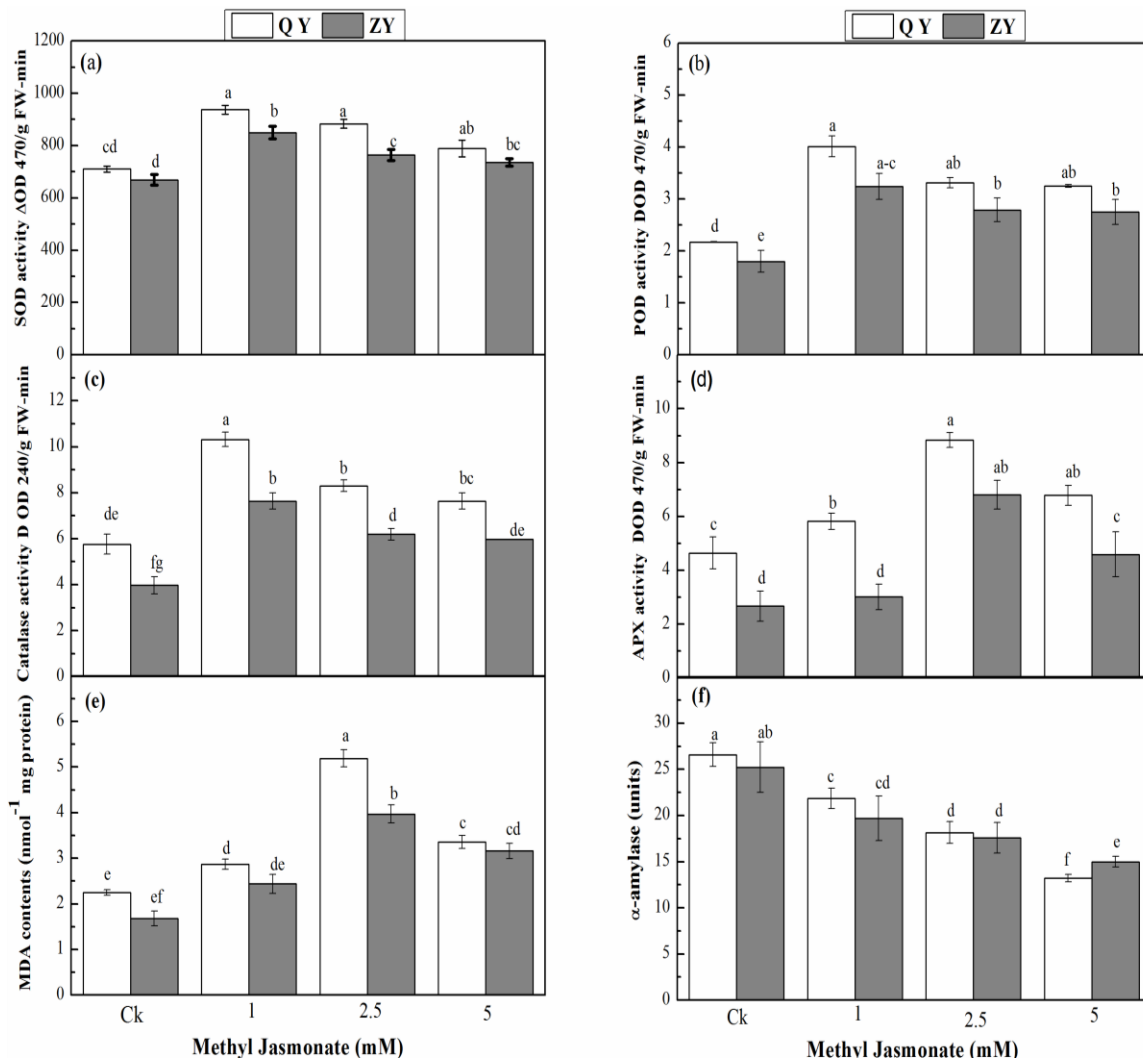 Q Y ZY
Q Y ZY
(a)
SOD activity ΔOD 470/g FW-min
1200
1000
800
600
400
200
0
cd d a b a c ab bc
(b)
POD activity DOD 470/g FW-min
6
5
4
3
2
1
0
d e a a-c ab b ab b
(c)
Catalase activity D OD 240/g FW-min
12
10
8
6
4
2
0
de fg a b b d bc de
(d)
APX activity DOD 470/g FW-min
10
8
6
4
2
0
c d b d a ab ab c
(e)
MDA contents (nmol⁻¹ mg protein)
6
5
4
3
2
1
0
e ef d de a b c cd
Ck 1 2.5 5
Methyl Jasmonate (mM)
(f)
α-amylase (units)
30
25
20
15
10
5
0
a ab c cd d d f e
Ck 1 2.5 5
Methyl Jasmonate (mM)